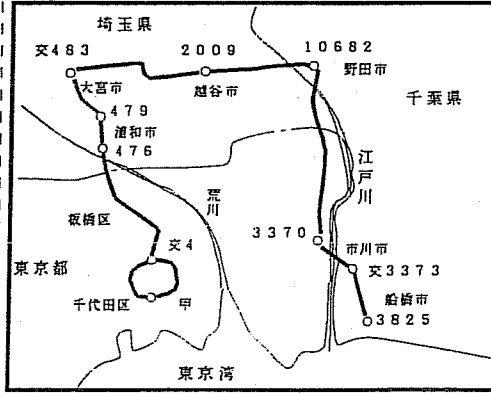 埼玉県
交483
2009
10682
大宮市
越谷市
野田市
千葉県
479
浦和市
476
江戸川
荒川
板橋区
3370
市川市
交4
交3373
東京都
千代田区
甲
船橋市
3825
東京湾